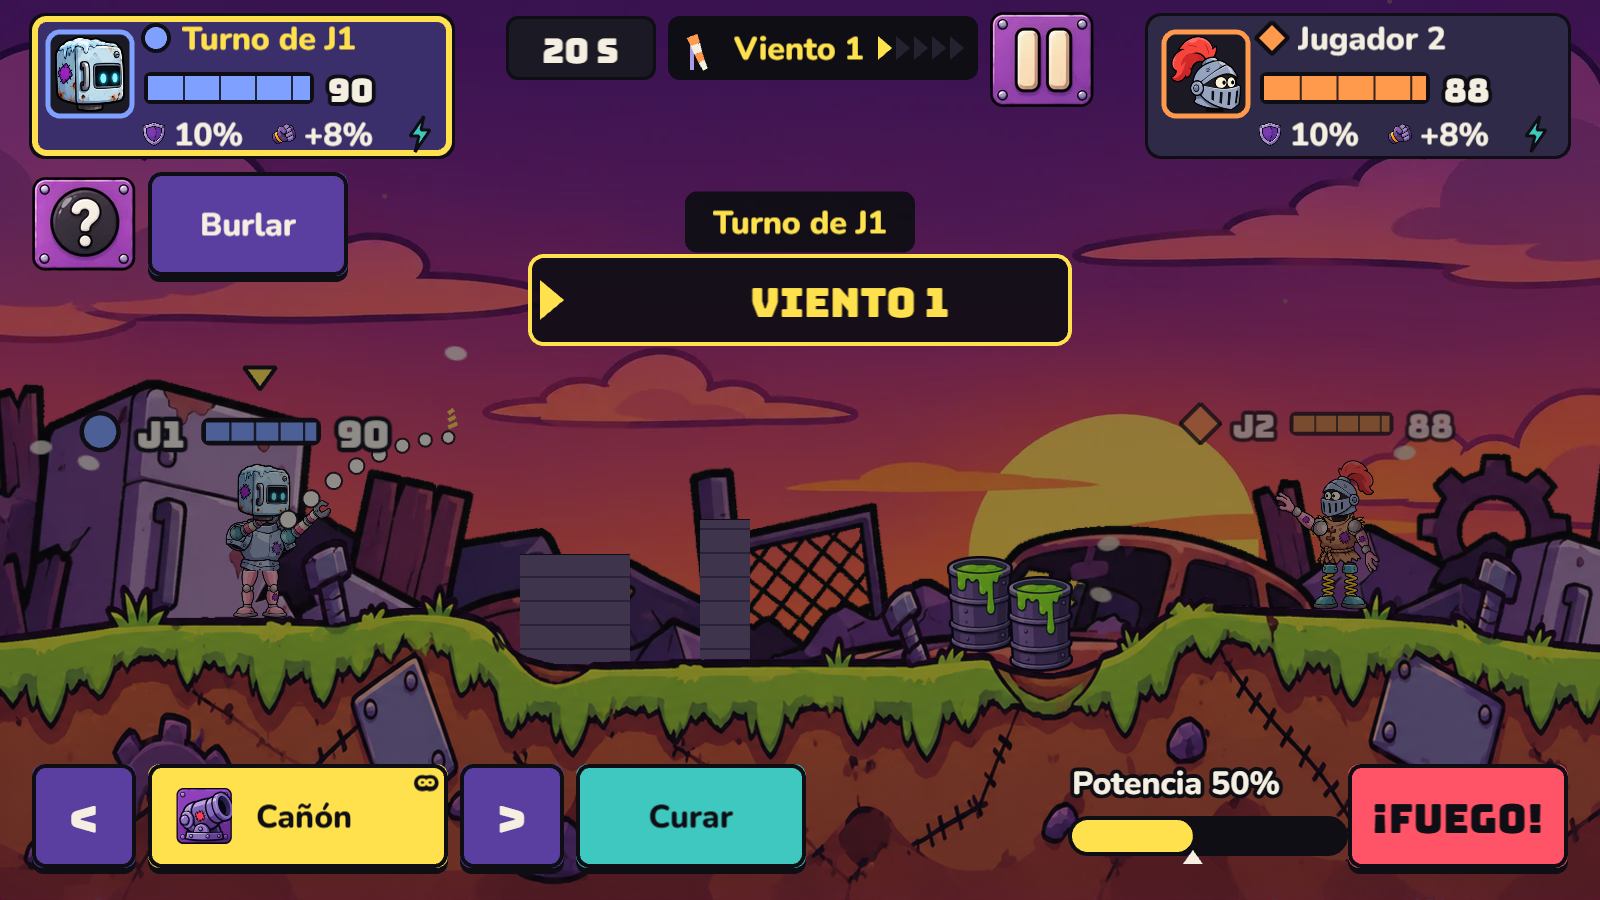 Turno de J1
90
10% +8%
20 S
Viento 1
Jugador 2
88
10% +8%
?
Burlar
Turno de J1
VIENTO 1
J1 90
J2 88
<
Cañón
∞
>
Curar
Potencia 50%
¡FUEGO!